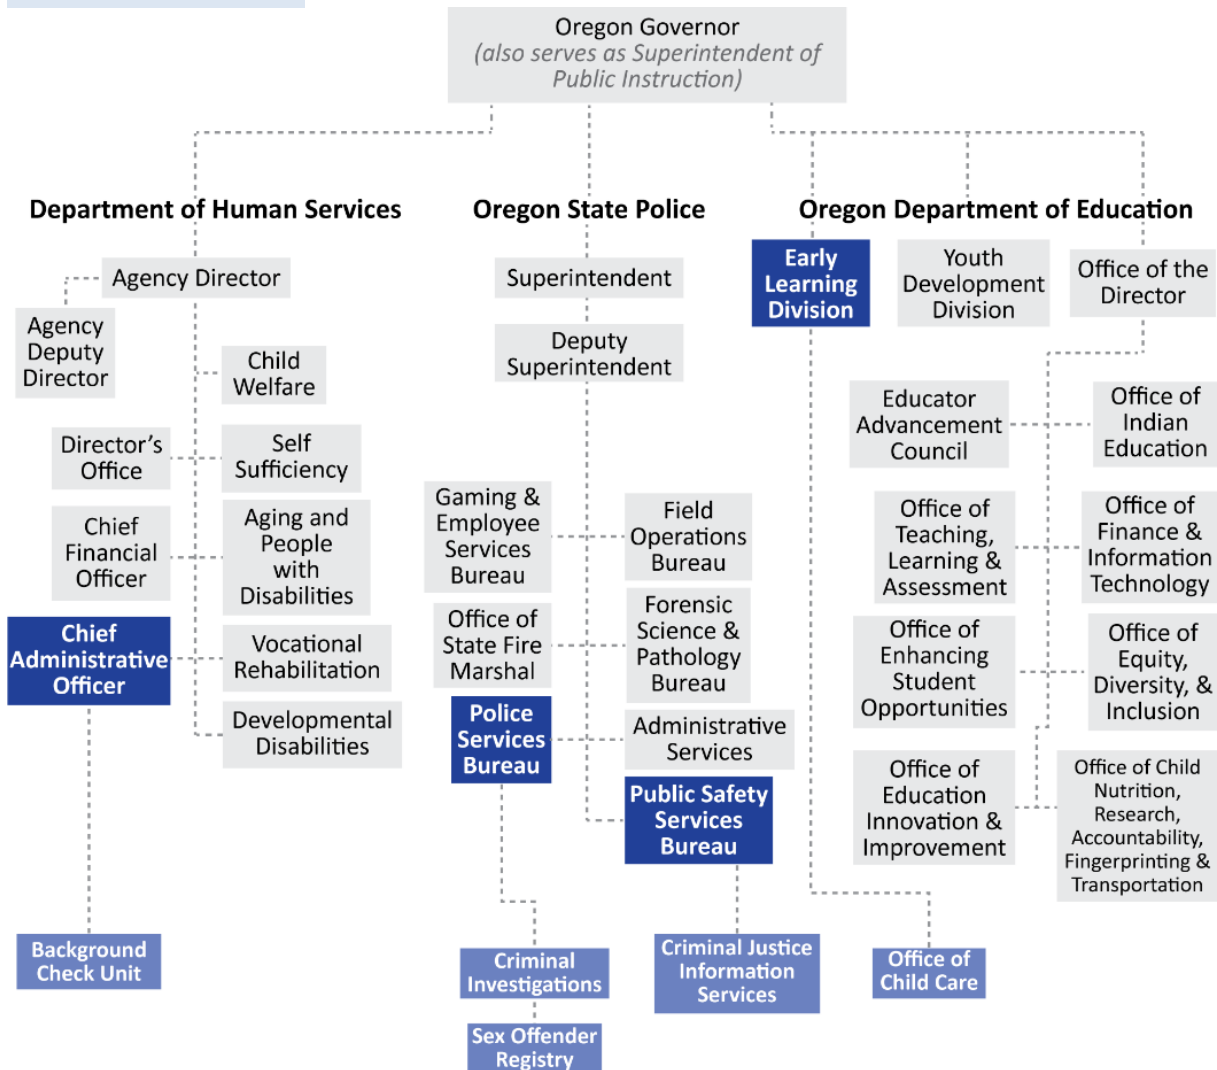 Oregon Governor
(also serves as Superintendent of
Public Instruction)
Department of Human Services
Agency Director
Agency
Deputy
Director
Child
Welfare
Director’s
Office
Self
Sufficiency
Chief
Financial
Officer
Aging and
People
with
Disabilities
Chief
Administrative
Officer
Vocational
Rehabilitation
Developmental
Disabilities
Background
Check Unit
Oregon State Police
Superintendent
Deputy
Superintendent
Gaming &
Employee
Services
Bureau
Field
Operations
Bureau
Office of
State Fire
Marshal
Forensic
Science &
Pathology
Bureau
Police
Services
Bureau
Administrative
Services
Public Safety
Services
Bureau
Criminal
Investigations
Sex Offender
Registry
Criminal Justice
Information
Services
Oregon Department of Education
Early
Learning
Division
Youth
Development
Division
Office of the
Director
Educator
Advancement
Council
Office of
Indian
Education
Office of
Teaching,
Learning &
Assessment
Office of
Finance &
Information
Technology
Office of
Enhancing
Student
Opportunities
Office of
Equity,
Diversity, &
Inclusion
Office of
Education
Innovation &
Improvement
Office of Child
Nutrition,
Research,
Accountability,
Fingerprinting &
Transportation
Office of
Child Care